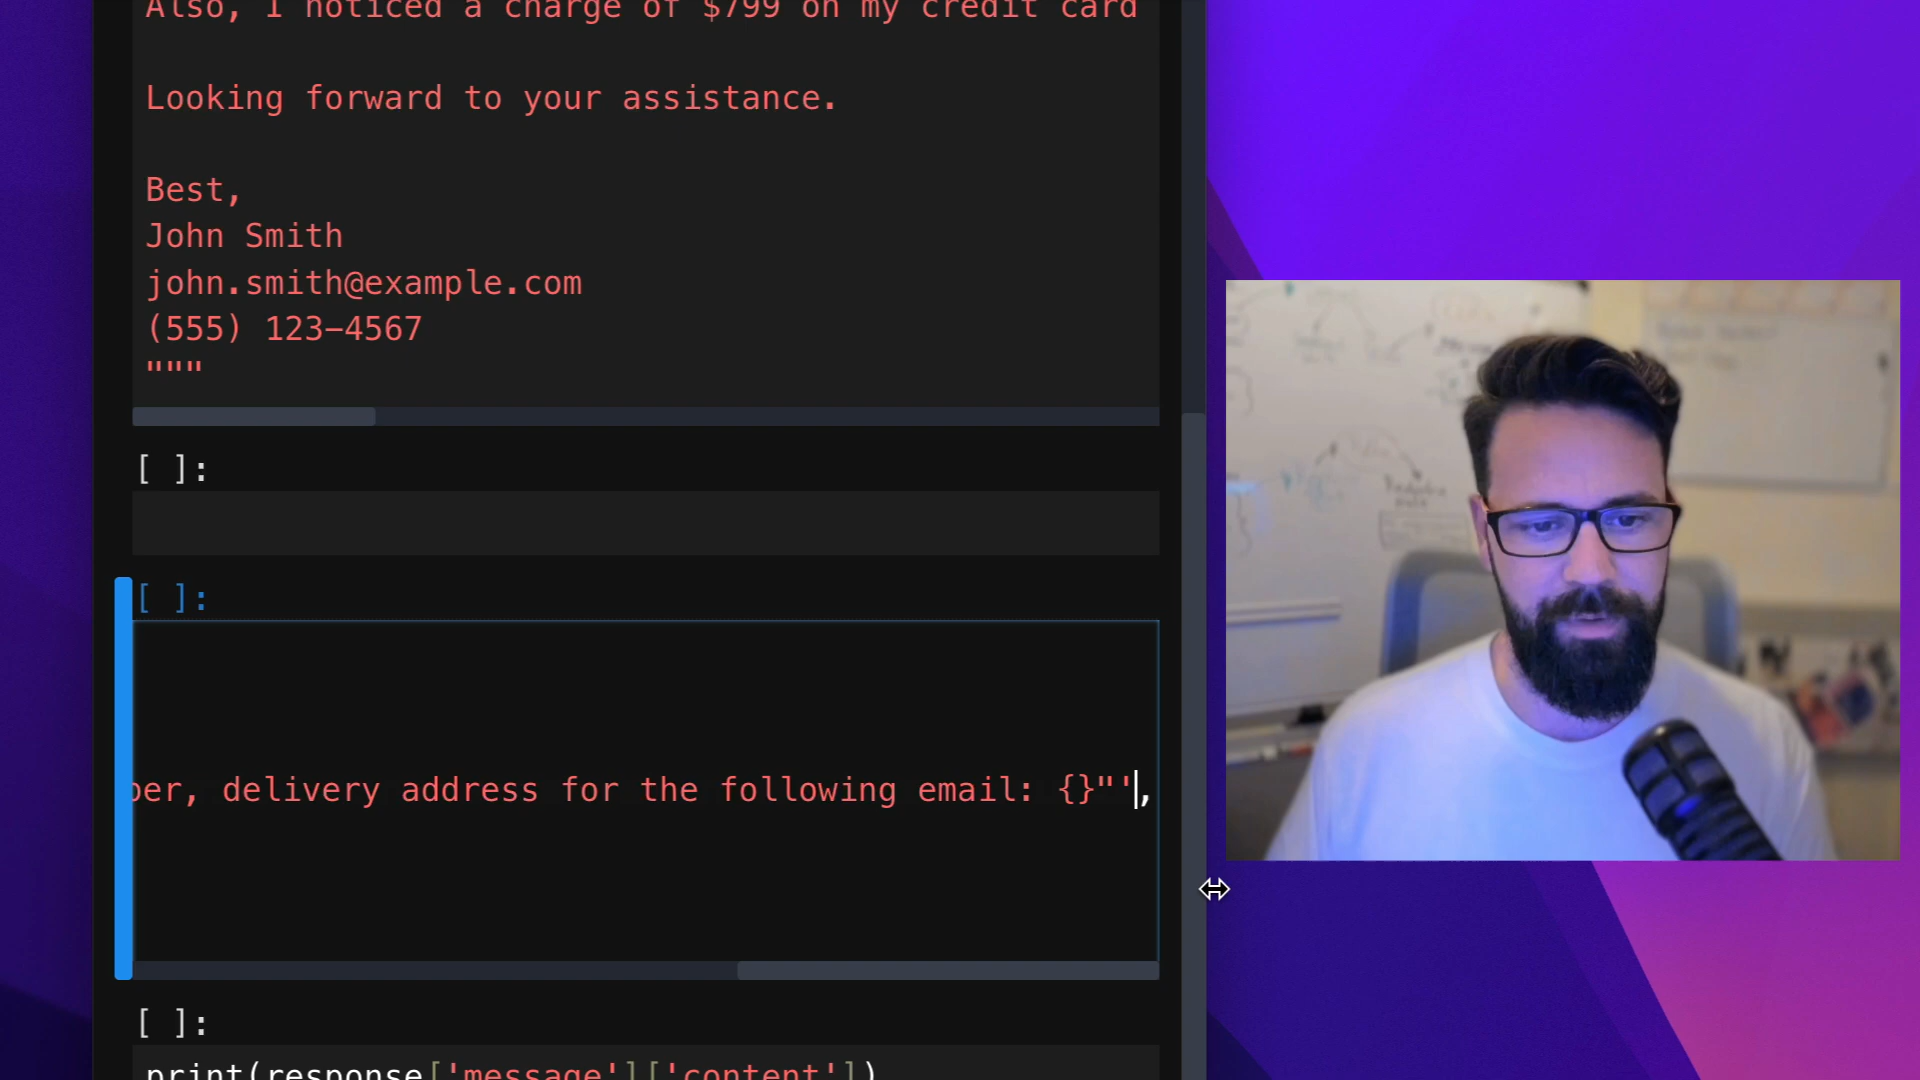 Also, I noticed a charge of $799 on my credit card
Looking forward to your assistance.
Best,
John Smith
john.smith@example.com
(555) 123-4567
"""
[ ]:
[ ]:
ber, delivery address for the following email: {}"',
[ ]:
print(response['message']['content'])